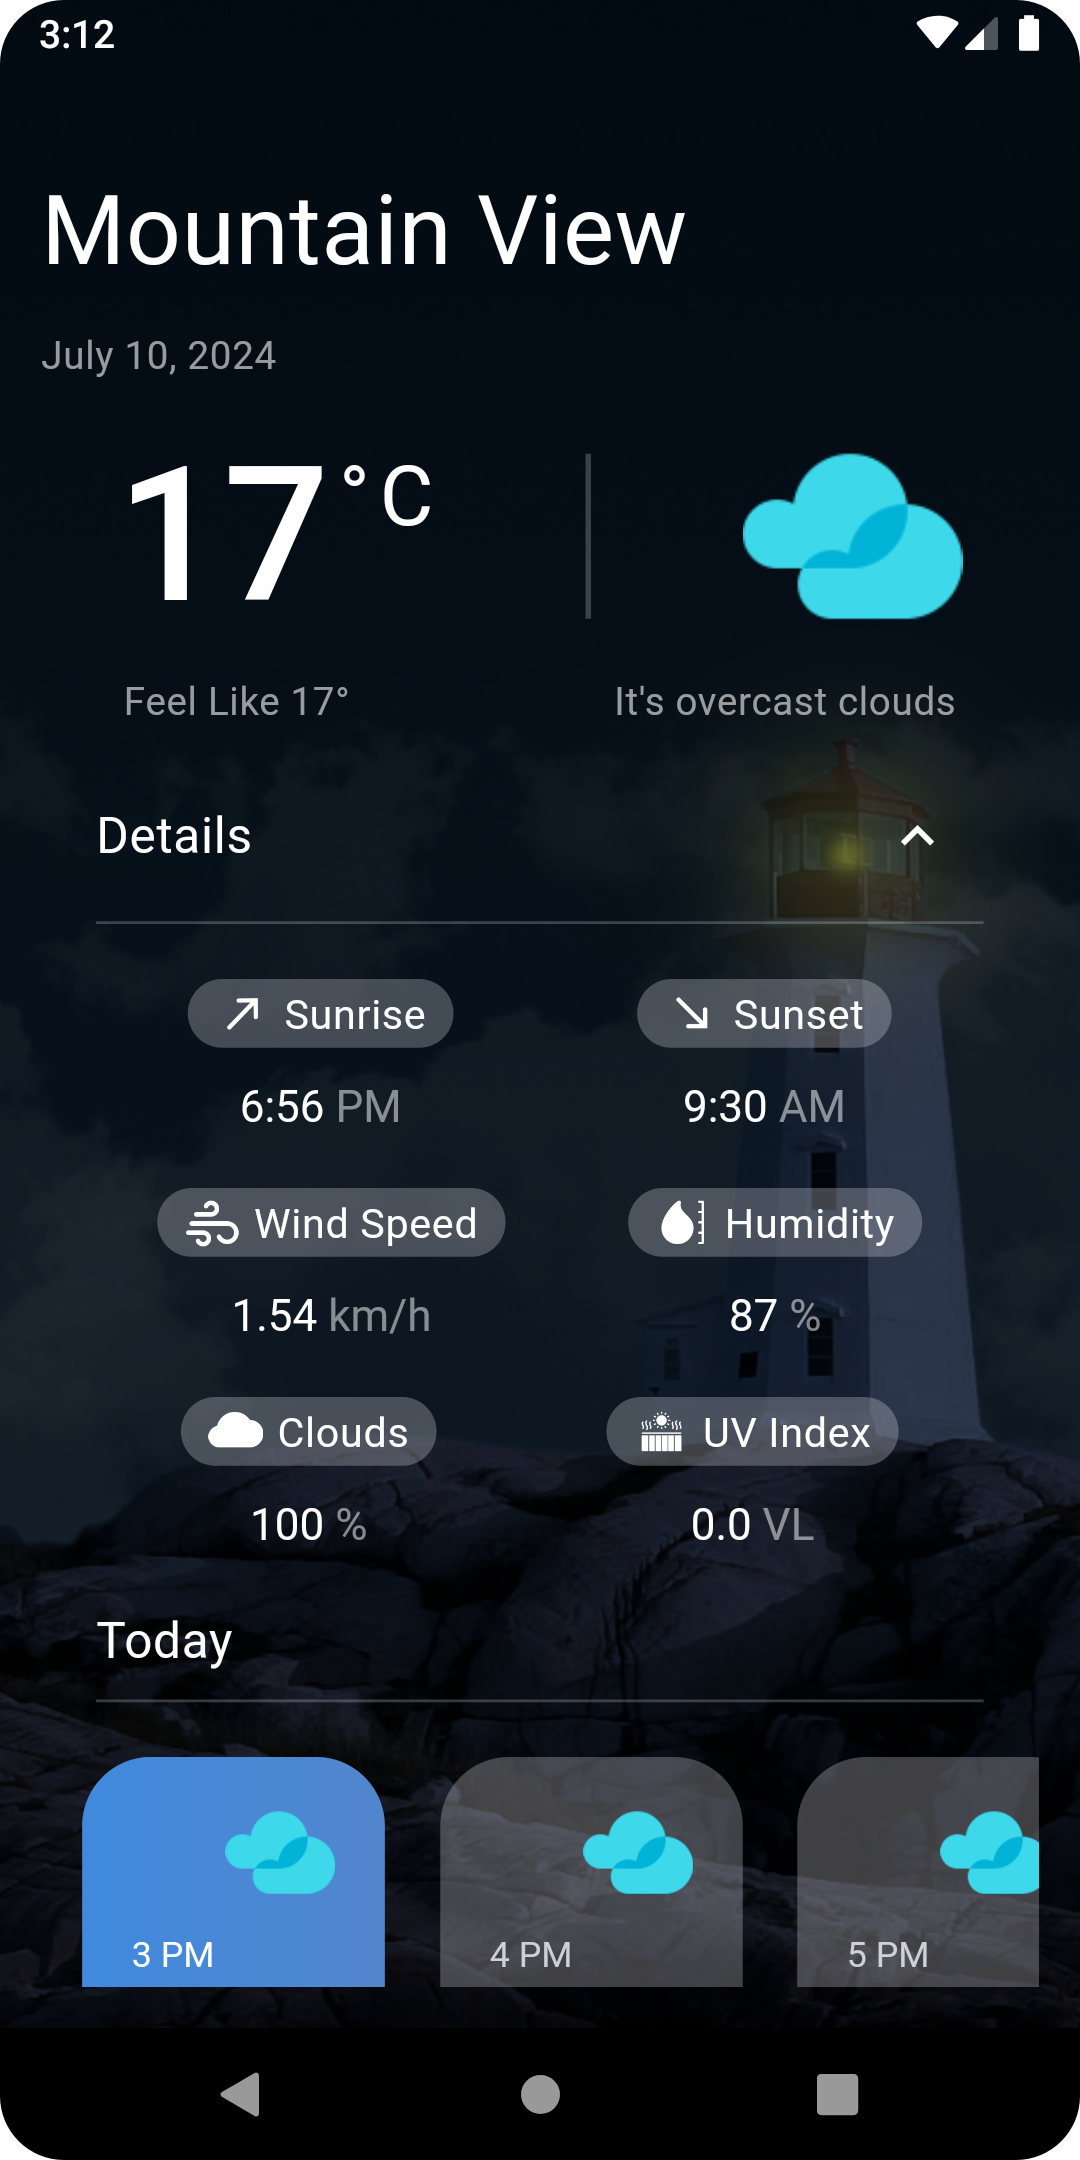 3:12
Mountain View
July 10, 2024
17°C
Feel Like 17°
It's overcast clouds
Details
Sunrise
Sunset
6:56 PM
9:30 AM
Wind Speed
Humidity
1.54 km/h
87 %
Clouds
UV Index
100 %
0.0 VL
Today
3 PM
4 PM
5 PM